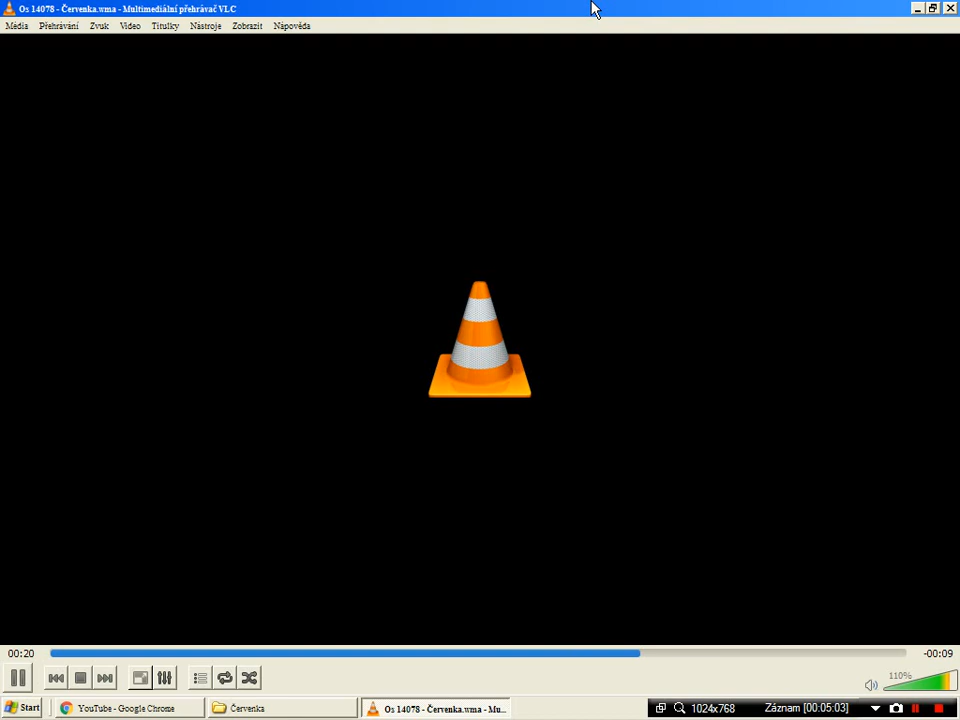 Os 14078 - Červenka.wma - Multimediální přehrávač VLC
Média Přehrávání Zvuk Video Titulky Nástroje Zobrazit Nápověda
00:20 -00:09
110%
Start YouTube - Google Chrome Červenka Os 14078 - Červenka.wma - Mu... 1024x768 Záznam [00:05:03]